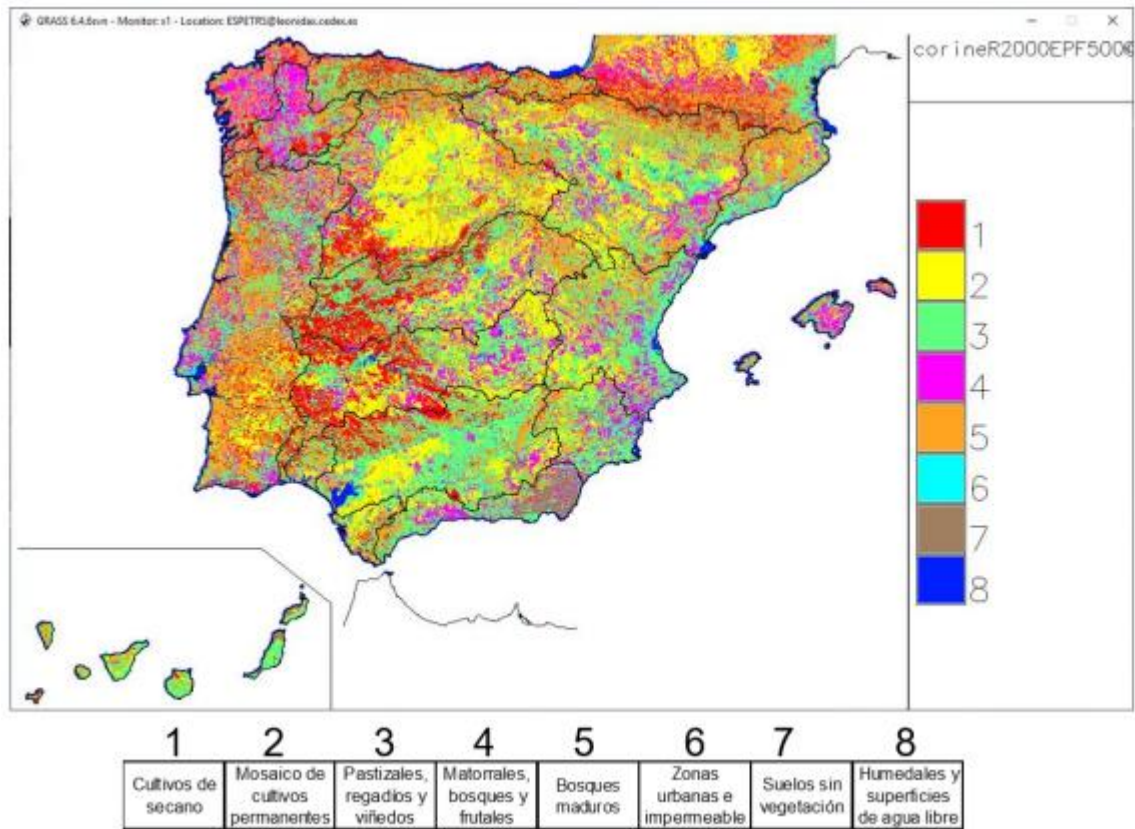 GRASS 6.4.6svn - Monitor: x1 - Location: ESPETRS@leonidas.cedex.es
corineR2000EPF500
1
2
3
4
5
6
7
8
1 2 3 4 5 6 7 8
Cultivos de Mosaico de Pastizales, Matorrales, Bosques Zonas Suelos sin Humedales y
secano cultivos regadíos y bosques y maduros urbanas e vegetación superficies
permanentes viñedos frutales impermeable de agua libre